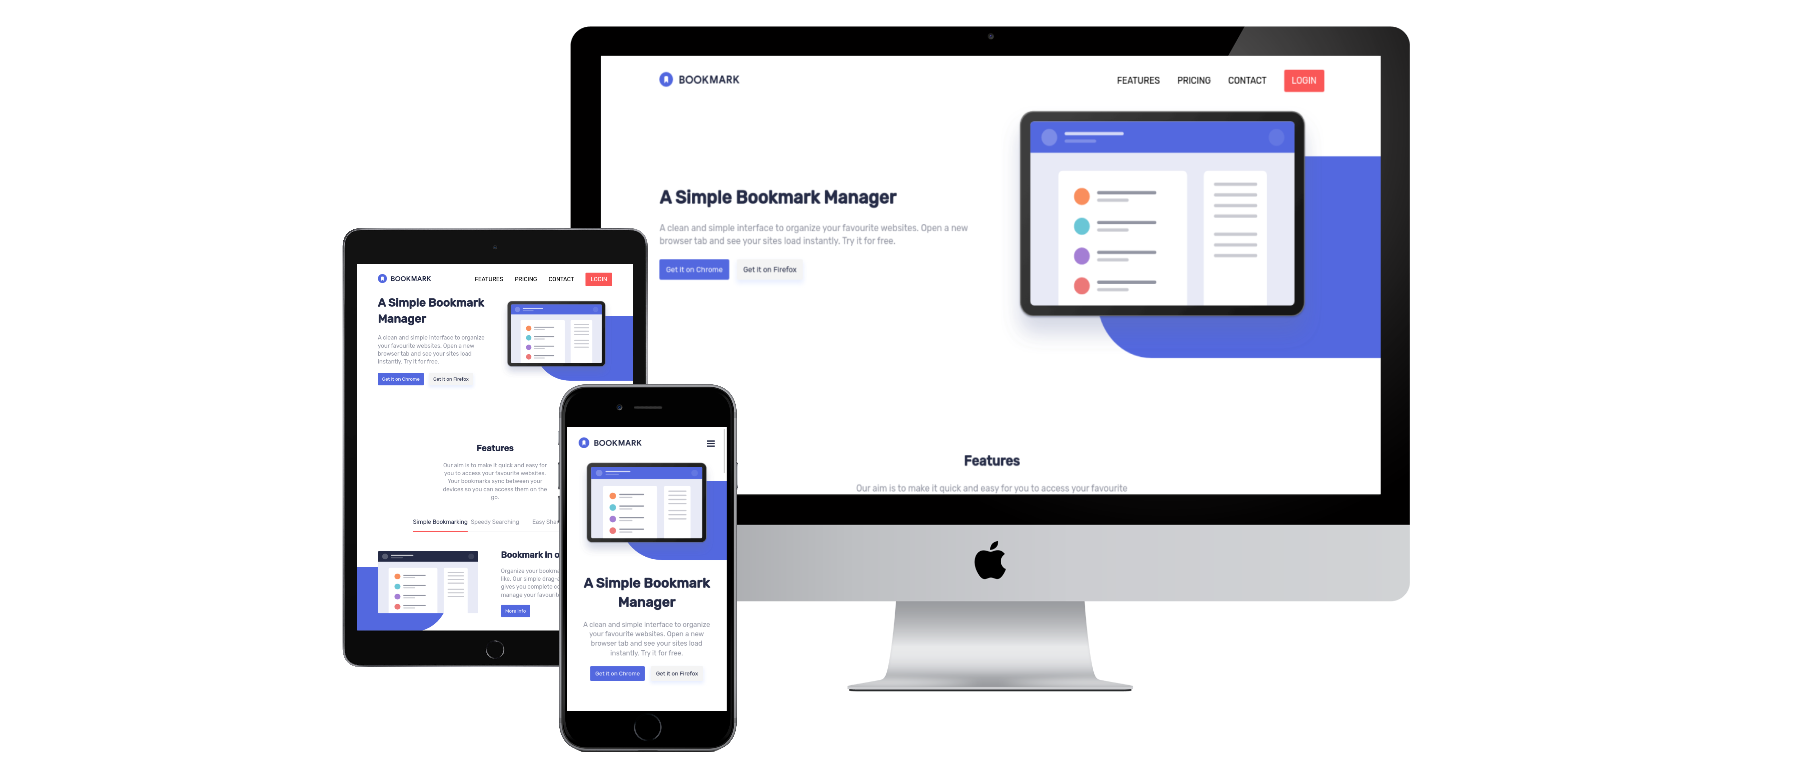 BOOKMARK
FEATURES PRICING CONTACT LOGIN
A Simple Bookmark Manager
A clean and simple interface to organize your favourite websites. Open a new
browser tab and see your sites load instantly. Try it for free.
Get it on Chrome Get it on Firefox
Features
Our aim is to make it quick and easy for you to access your favourite
BOOKMARK FEATURES PRICING CONTACT LOGIN
A Simple Bookmark
Manager
A clean and simple interface to organize
your favourite websites. Open a new
browser tab and see your sites load
instantly. Try it for free.
Get it on Chrome Get it on Firefox
Features
Our aim is to make it quick and easy for
you to access your favourite websites.
Your bookmarks sync between your
devices so you can access them on the
go.
Simple Bookmarking Speedy Searching Easy Shar
Bookmark in o
Organize your bookma
like. Our simple drag-
gives you complete co
manage your favourit
More Info
BOOKMARK
A Simple Bookmark
Manager
A clean and simple interface to organize
your favourite websites. Open a new
browser tab and see your sites load
instantly. Try it for free.
Get it on Chrome Get it on Firefox